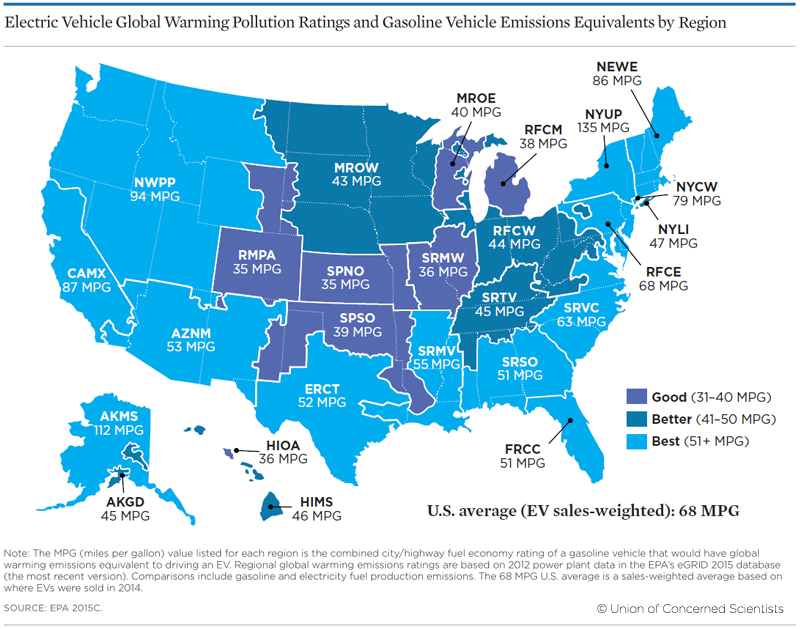 Electric Vehicle Global Warming Pollution Ratings and Gasoline Vehicle Emissions Equivalents by Region
NEWE
86 MPG
MROE
40 MPG
NYUP
135 MPG
RFCM
38 MPG
MROW
43 MPG
NWPP
94 MPG
NYCW
79 MPG
NYLI
47 MPG
RFCW
44 MPG
RMPA
35 MPG
SRMW
36 MPG
SPNO
35 MPG
RFCE
68 MPG
CAMX
87 MPG
SRTV
45 MPG
SRVC
63 MPG
SPSO
39 MPG
AZNM
53 MPG
SRMV
55 MPG
SRSO
51 MPG
ERCT
52 MPG
Good (31–40 MPG)
Better (41–50 MPG)
Best (51+ MPG)
AKMS
112 MPG
HIOA
36 MPG
FRCC
51 MPG
AKGD
45 MPG
HIMS
46 MPG
U.S. average (EV sales-weighted): 68 MPG
Note: The MPG (miles per gallon) value listed for each region is the combined city/highway fuel economy rating of a gasoline vehicle that would have global
warming emissions equivalent to driving an EV. Regional global warming emissions ratings are based on 2012 power plant data in the EPA's eGRID 2015 database
(the most recent version). Comparisons include gasoline and electricity fuel production emissions. The 68 MPG U.S. average is a sales-weighted average based on
where EVs were sold in 2014.
SOURCE: EPA 2015C.
© Union of Concerned Scientists